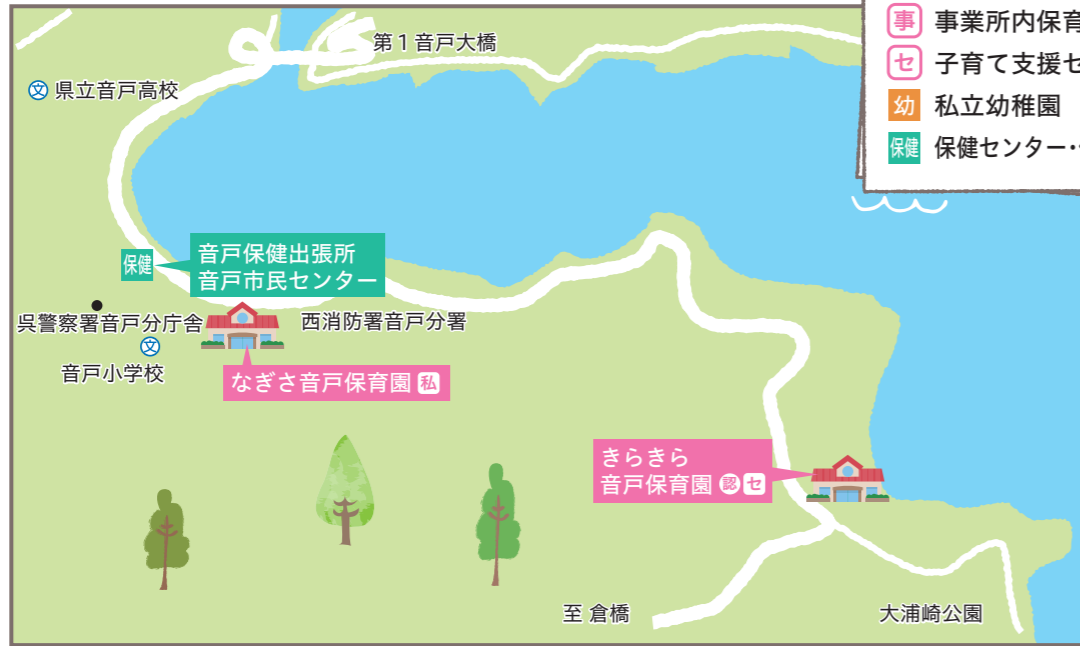 事 事業所内保育
セ 子育て支援セ
幼 私立幼稚園
保健 保健センター・
第1音戸大橋
文 県立音戸高校
保健
音戸保健出張所
音戸市民センター
呉警察署音戸分庁舎
西消防署音戸分署
文
音戸小学校
なぎさ音戸保育園 私
きらきら
音戸保育園 認 セ
至 倉橋
大浦崎公園